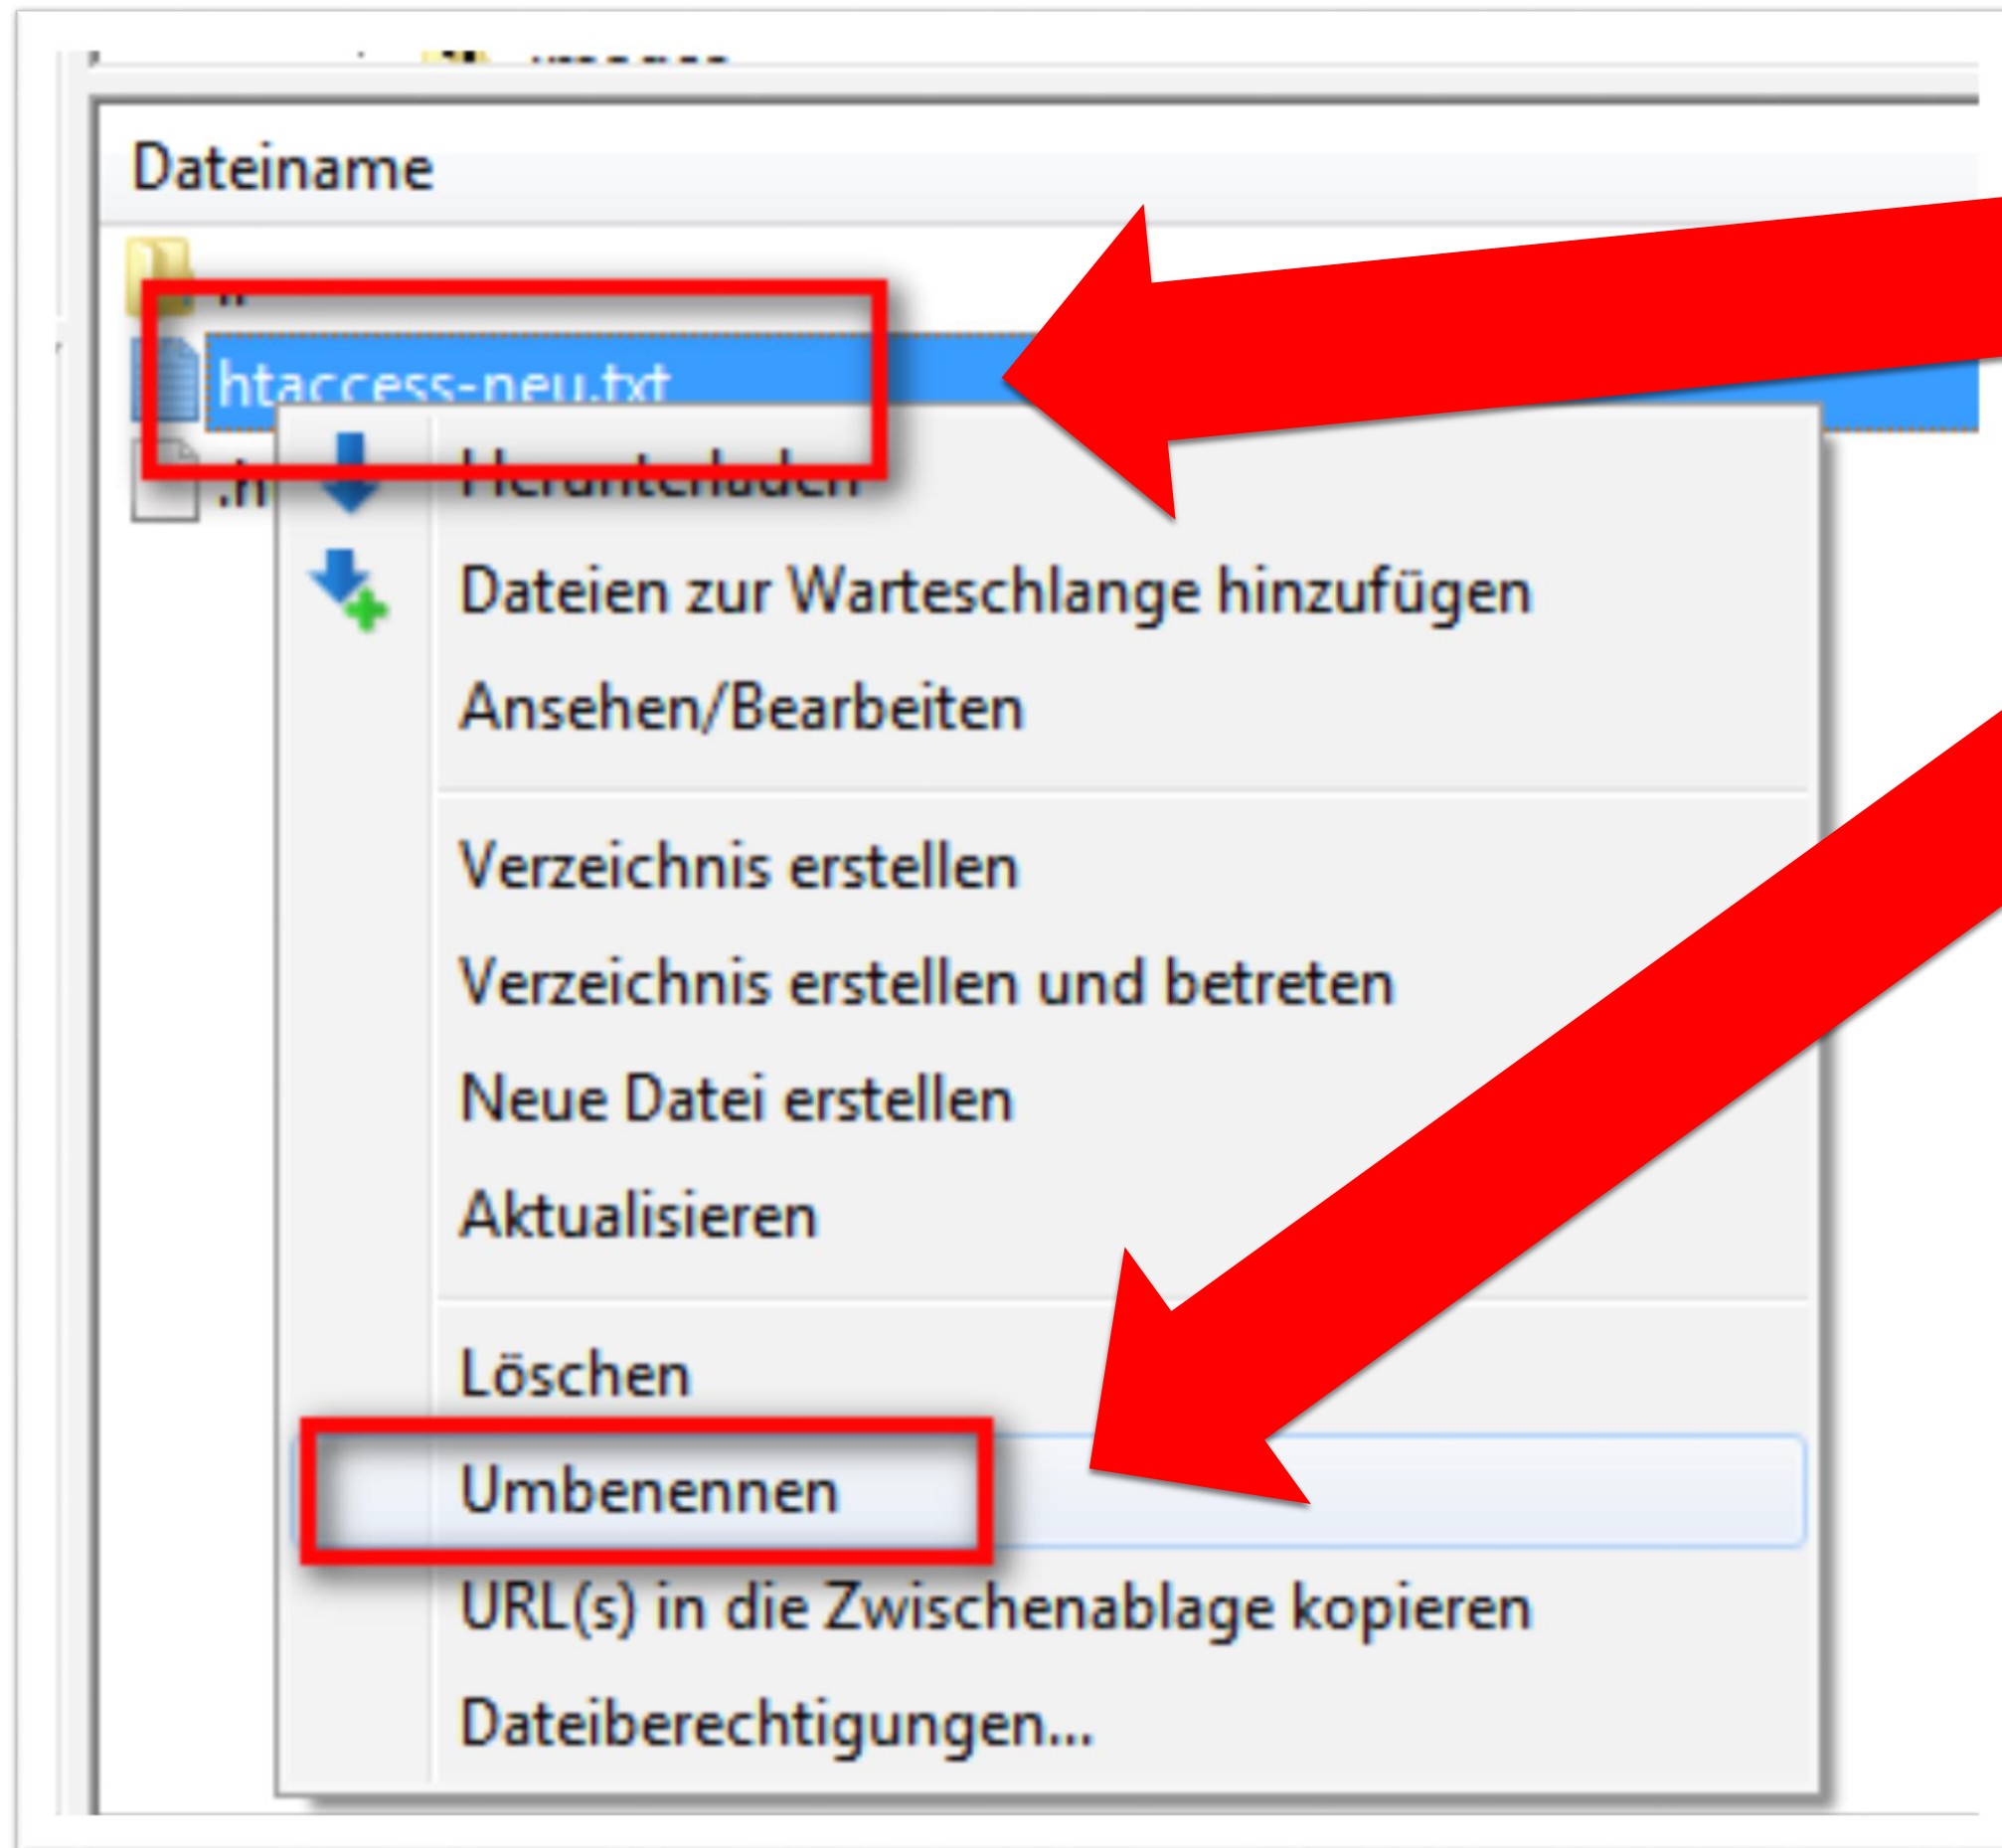 Dateiname
..
htaccess-neu.txt
.h
Herunterladen
Dateien zur Warteschlange hinzufügen
Ansehen/Bearbeiten
Verzeichnis erstellen
Verzeichnis erstellen und betreten
Neue Datei erstellen
Aktualisieren
Löschen
Umbenennen
URL(s) in die Zwischenablage kopieren
Dateiberechtigungen...